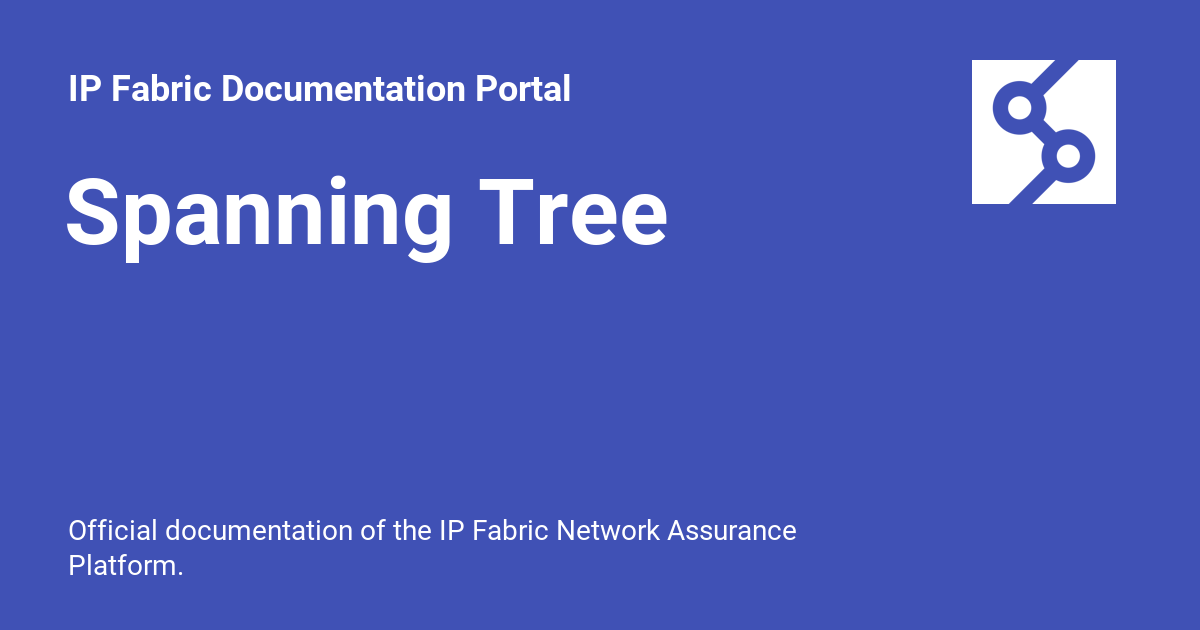 IP Fabric Documentation Portal
Spanning Tree
Official documentation of the IP Fabric Network Assurance
Platform.